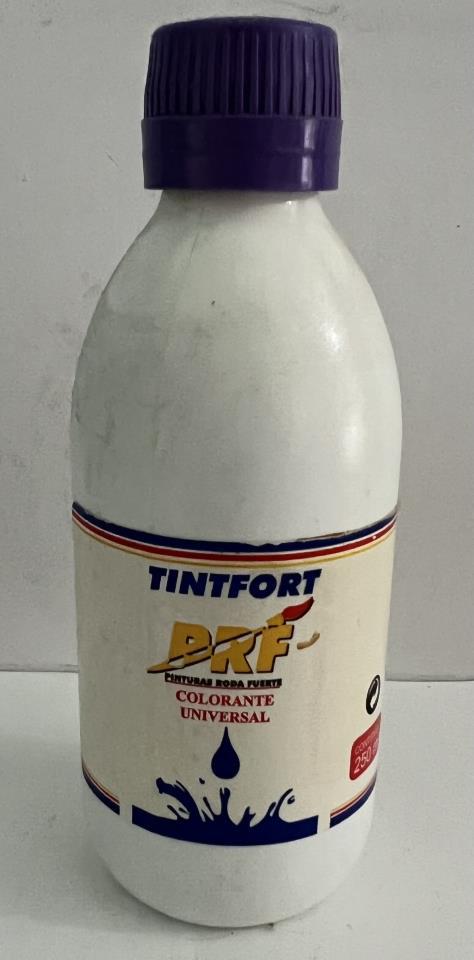 TINTFORT
PRF
PINTURAS RODA FUERTE
COLORANTE
UNIVERSAL
250